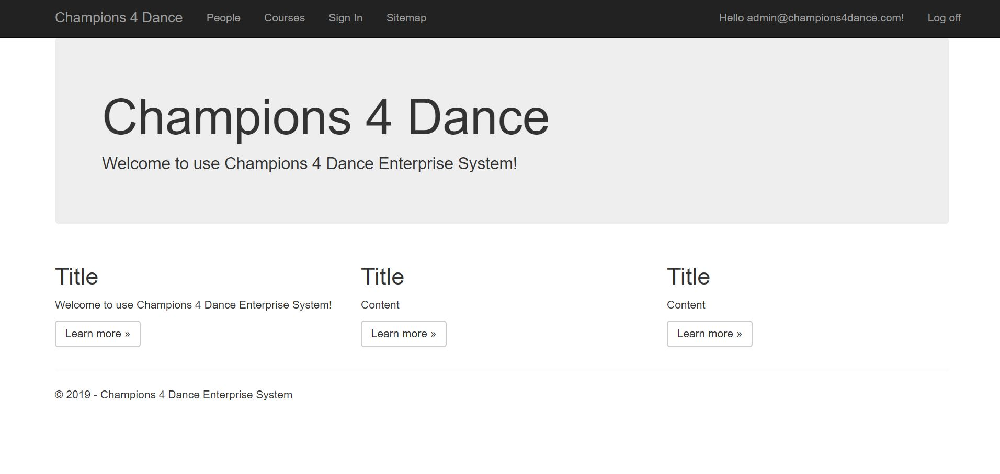 Champions 4 Dance People Courses Sign In Sitemap Hello admin@champions4dance.com! Log off
Champions 4 Dance
Welcome to use Champions 4 Dance Enterprise System!
Title
Welcome to use Champions 4 Dance Enterprise System!
Learn more »
Title
Content
Learn more »
Title
Content
Learn more »
© 2019 - Champions 4 Dance Enterprise System